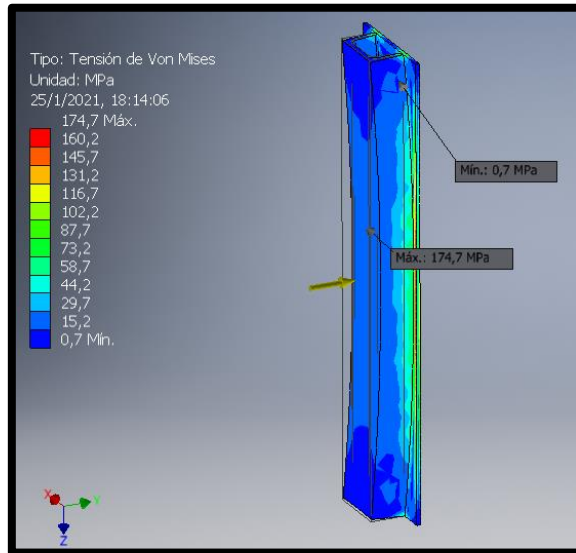 Tipo: Tensión de Von Mises
Unidad: MPa
25/1/2021, 18:14:06
174,7 Máx.
160,2
145,7
131,2
116,7
102,2
87,7
73,2
58,7
44,2
29,7
15,2
0,7 Mín.
Mín.: 0,7 MPa
Máx.: 174,7 MPa
X
Y
Z